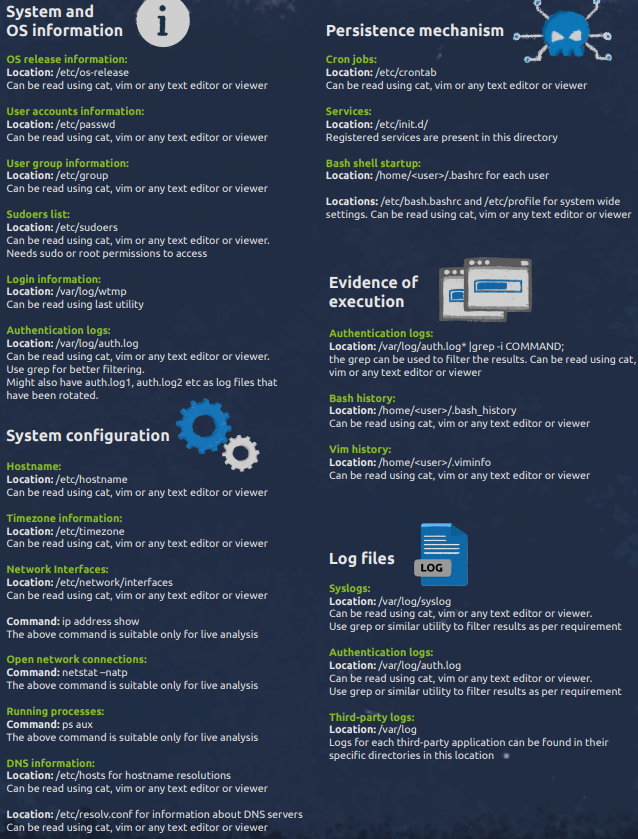 System and
OS information
OS release information:
Location: /etc/os-release
Can be read using cat, vim or any text editor or viewer
User accounts information:
Location: /etc/passwd
Can be read using cat, vim or any text editor or viewer
User group information:
Location: /etc/group
Can be read using cat, vim or any text editor or viewer
Sudoers list:
Location: /etc/sudoers
Can be read using cat, vim or any text editor or viewer.
Needs sudo or root permissions to access
Login information:
Location: /var/log/wtmp
Can be read using last utility
Authentication logs:
Location: /var/log/auth.log
Can be read using cat, vim or any text editor or viewer.
Use grep for better filtering.
Might also have auth.log1, auth.log2 etc as log files that
have been rotated.
System configuration
Hostname:
Location: /etc/hostname
Can be read using cat, vim or any text editor or viewer
Timezone information:
Location: /etc/timezone
Can be read using cat, vim or any text editor or viewer
Network Interfaces:
Location: /etc/network/interfaces
Can be read using cat, vim or any text editor or viewer
Command: ip address show
The above command is suitable only for live analysis
Open network connections:
Command: netstat –natp
The above command is suitable only for live analysis
Running processes:
Command: ps aux
The above command is suitable only for live analysis
DNS information:
Location: /etc/hosts for hostname resolutions
Can be read using cat, vim or any text editor or viewer
Location: /etc/resolv.conf for information about DNS servers
Can be read using cat, vim or any text editor or viewer
Persistence mechanism
Cron jobs:
Location: /etc/crontab
Can be read using cat, vim or any text editor or viewer
Services:
Location: /etc/init.d/
Registered services are present in this directory
Bash shell startup:
Location: /home/<user>/.bashrc for each user
Locations: /etc/bash.bashrc and /etc/profile for system wide
settings. Can be read using cat, vim or any text editor or viewer
Evidence of
execution
Authentication logs:
Location: /var/log/auth.log* |grep -i COMMAND;
the grep can be used to filter the results. Can be read using cat,
vim or any text editor or viewer
Bash history:
Location: /home/<user>/.bash_history
Can be read using cat, vim or any text editor or viewer
Vim history:
Location: /home/<user>/.viminfo
Can be read using cat, vim or any text editor or viewer
Log files
LOG
Syslogs:
Location: /var/log/syslog
Can be read using cat, vim or any text editor or viewer.
Use grep or similar utility to filter results as per requirement
Authentication logs:
Location: /var/log/auth.log
Can be read using cat, vim or any text editor or viewer.
Use grep or similar utility to filter results as per requirement
Third-party logs:
Location: /var/log
Logs for each third-party application can be found in their
specific directories in this location